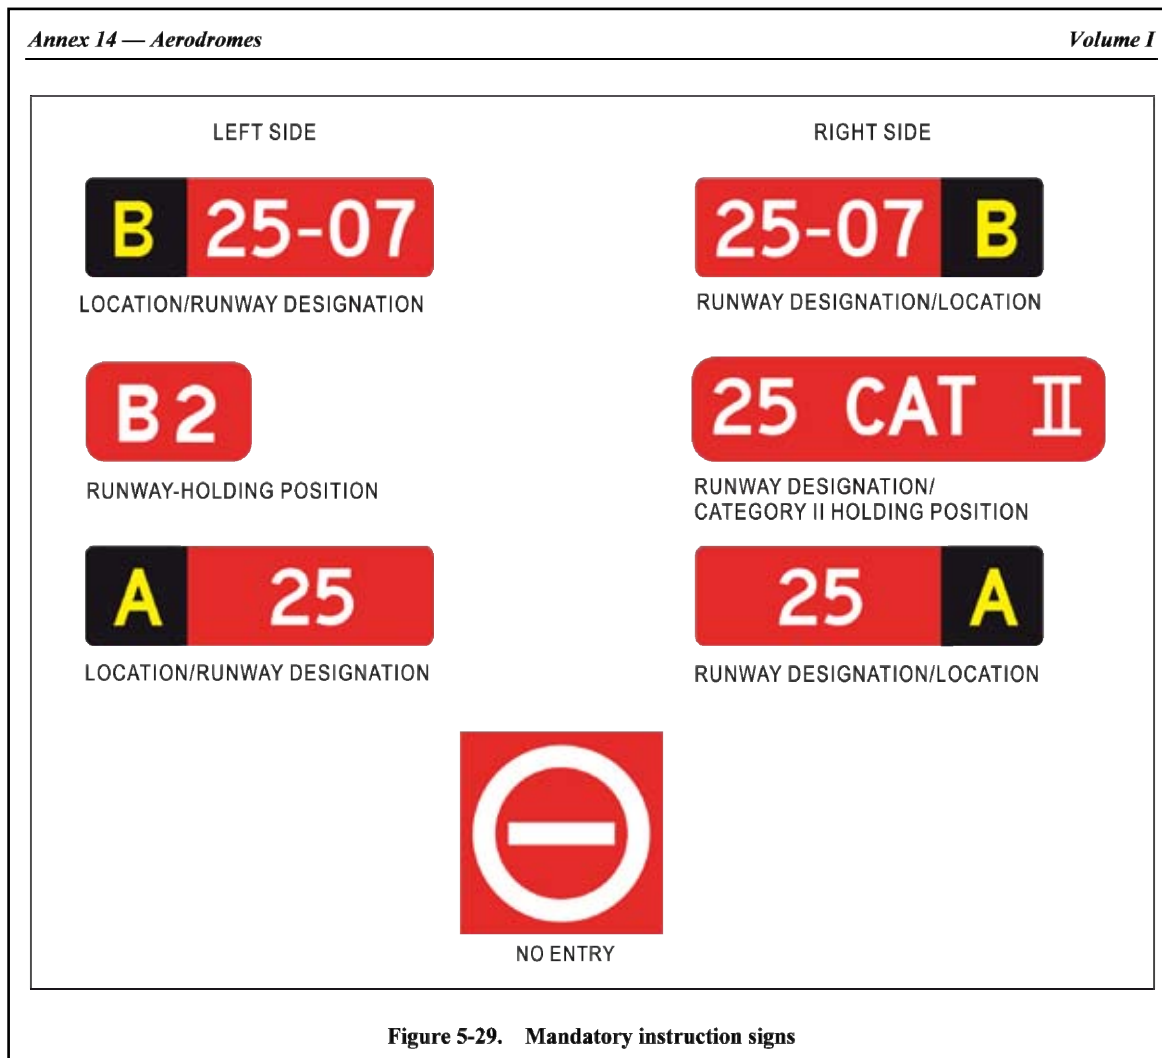 Annex 14 — Aerodromes Volume I
LEFT SIDE RIGHT SIDE
B 25-07 25-07 B
LOCATION/RUNWAY DESIGNATION RUNWAY DESIGNATION/LOCATION
B2 25 CAT II
RUNWAY-HOLDING POSITION RUNWAY DESIGNATION/
CATEGORY II HOLDING POSITION
A 25 25 A
LOCATION/RUNWAY DESIGNATION RUNWAY DESIGNATION/LOCATION
NO ENTRY
Figure 5-29. Mandatory instruction signs